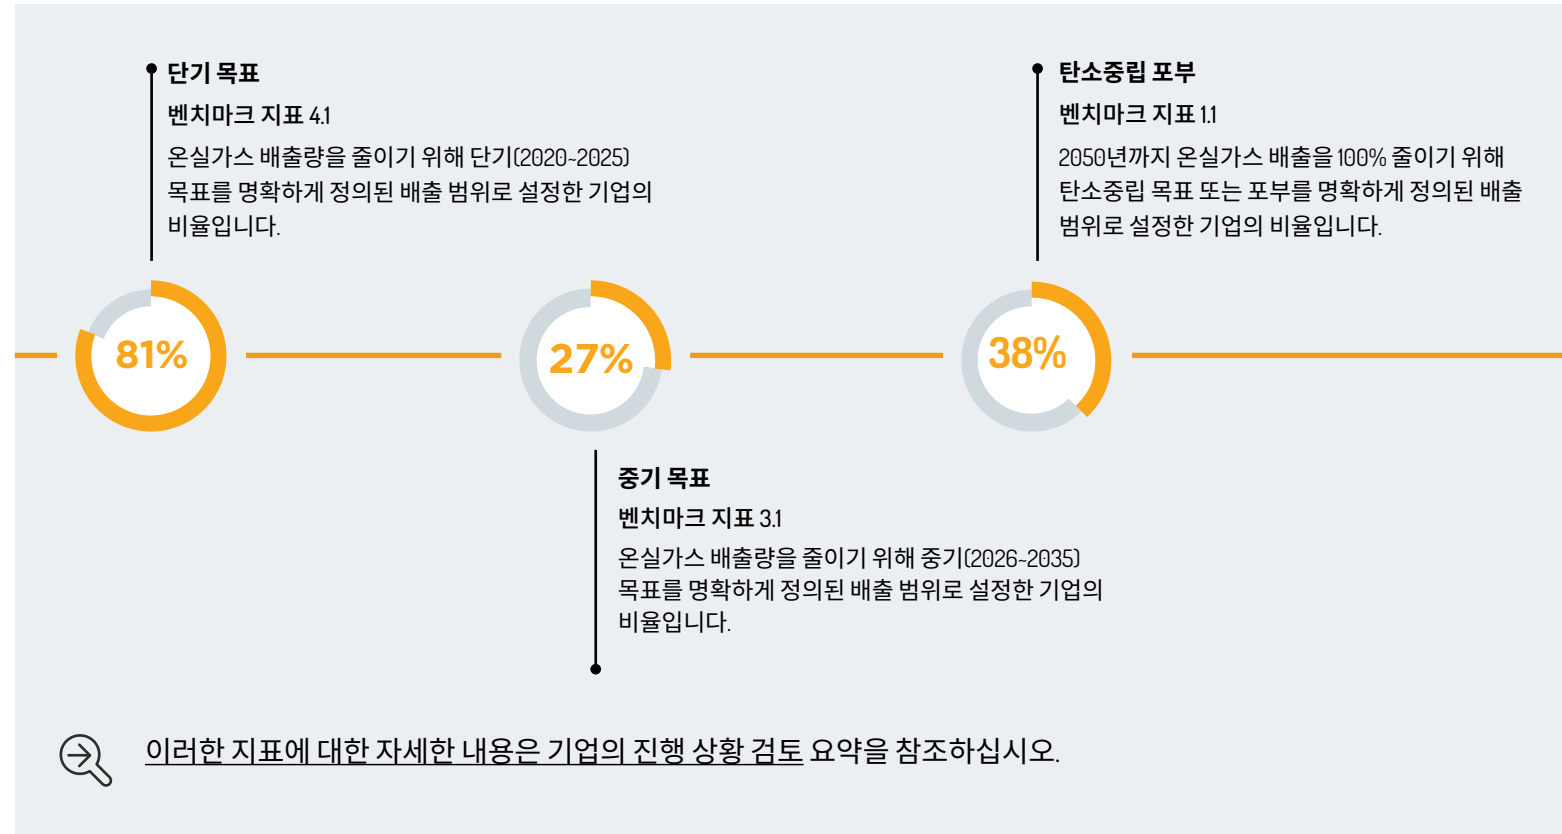 단기 목표
벤치마크 지표 4.1
온실가스 배출량을 줄이기 위해 단기(2020~2025)
목표를 명확하게 정의된 배출 범위로 설정한 기업의
비율입니다.
탄소중립 포부
벤치마크 지표 1.1
2050년까지 온실가스 배출을 100% 줄이기 위해
탄소중립 목표 또는 포부를 명확하게 정의된 배출
범위로 설정한 기업의 비율입니다.
81%
27%
38%
중기 목표
벤치마크 지표 3.1
온실가스 배출량을 줄이기 위해 중기(2026~2035)
목표를 명확하게 정의된 배출 범위로 설정한 기업의
비율입니다.
이러한 지표에 대한 자세한 내용은 기업의 진행 상황 검토 요약을 참조하십시오.